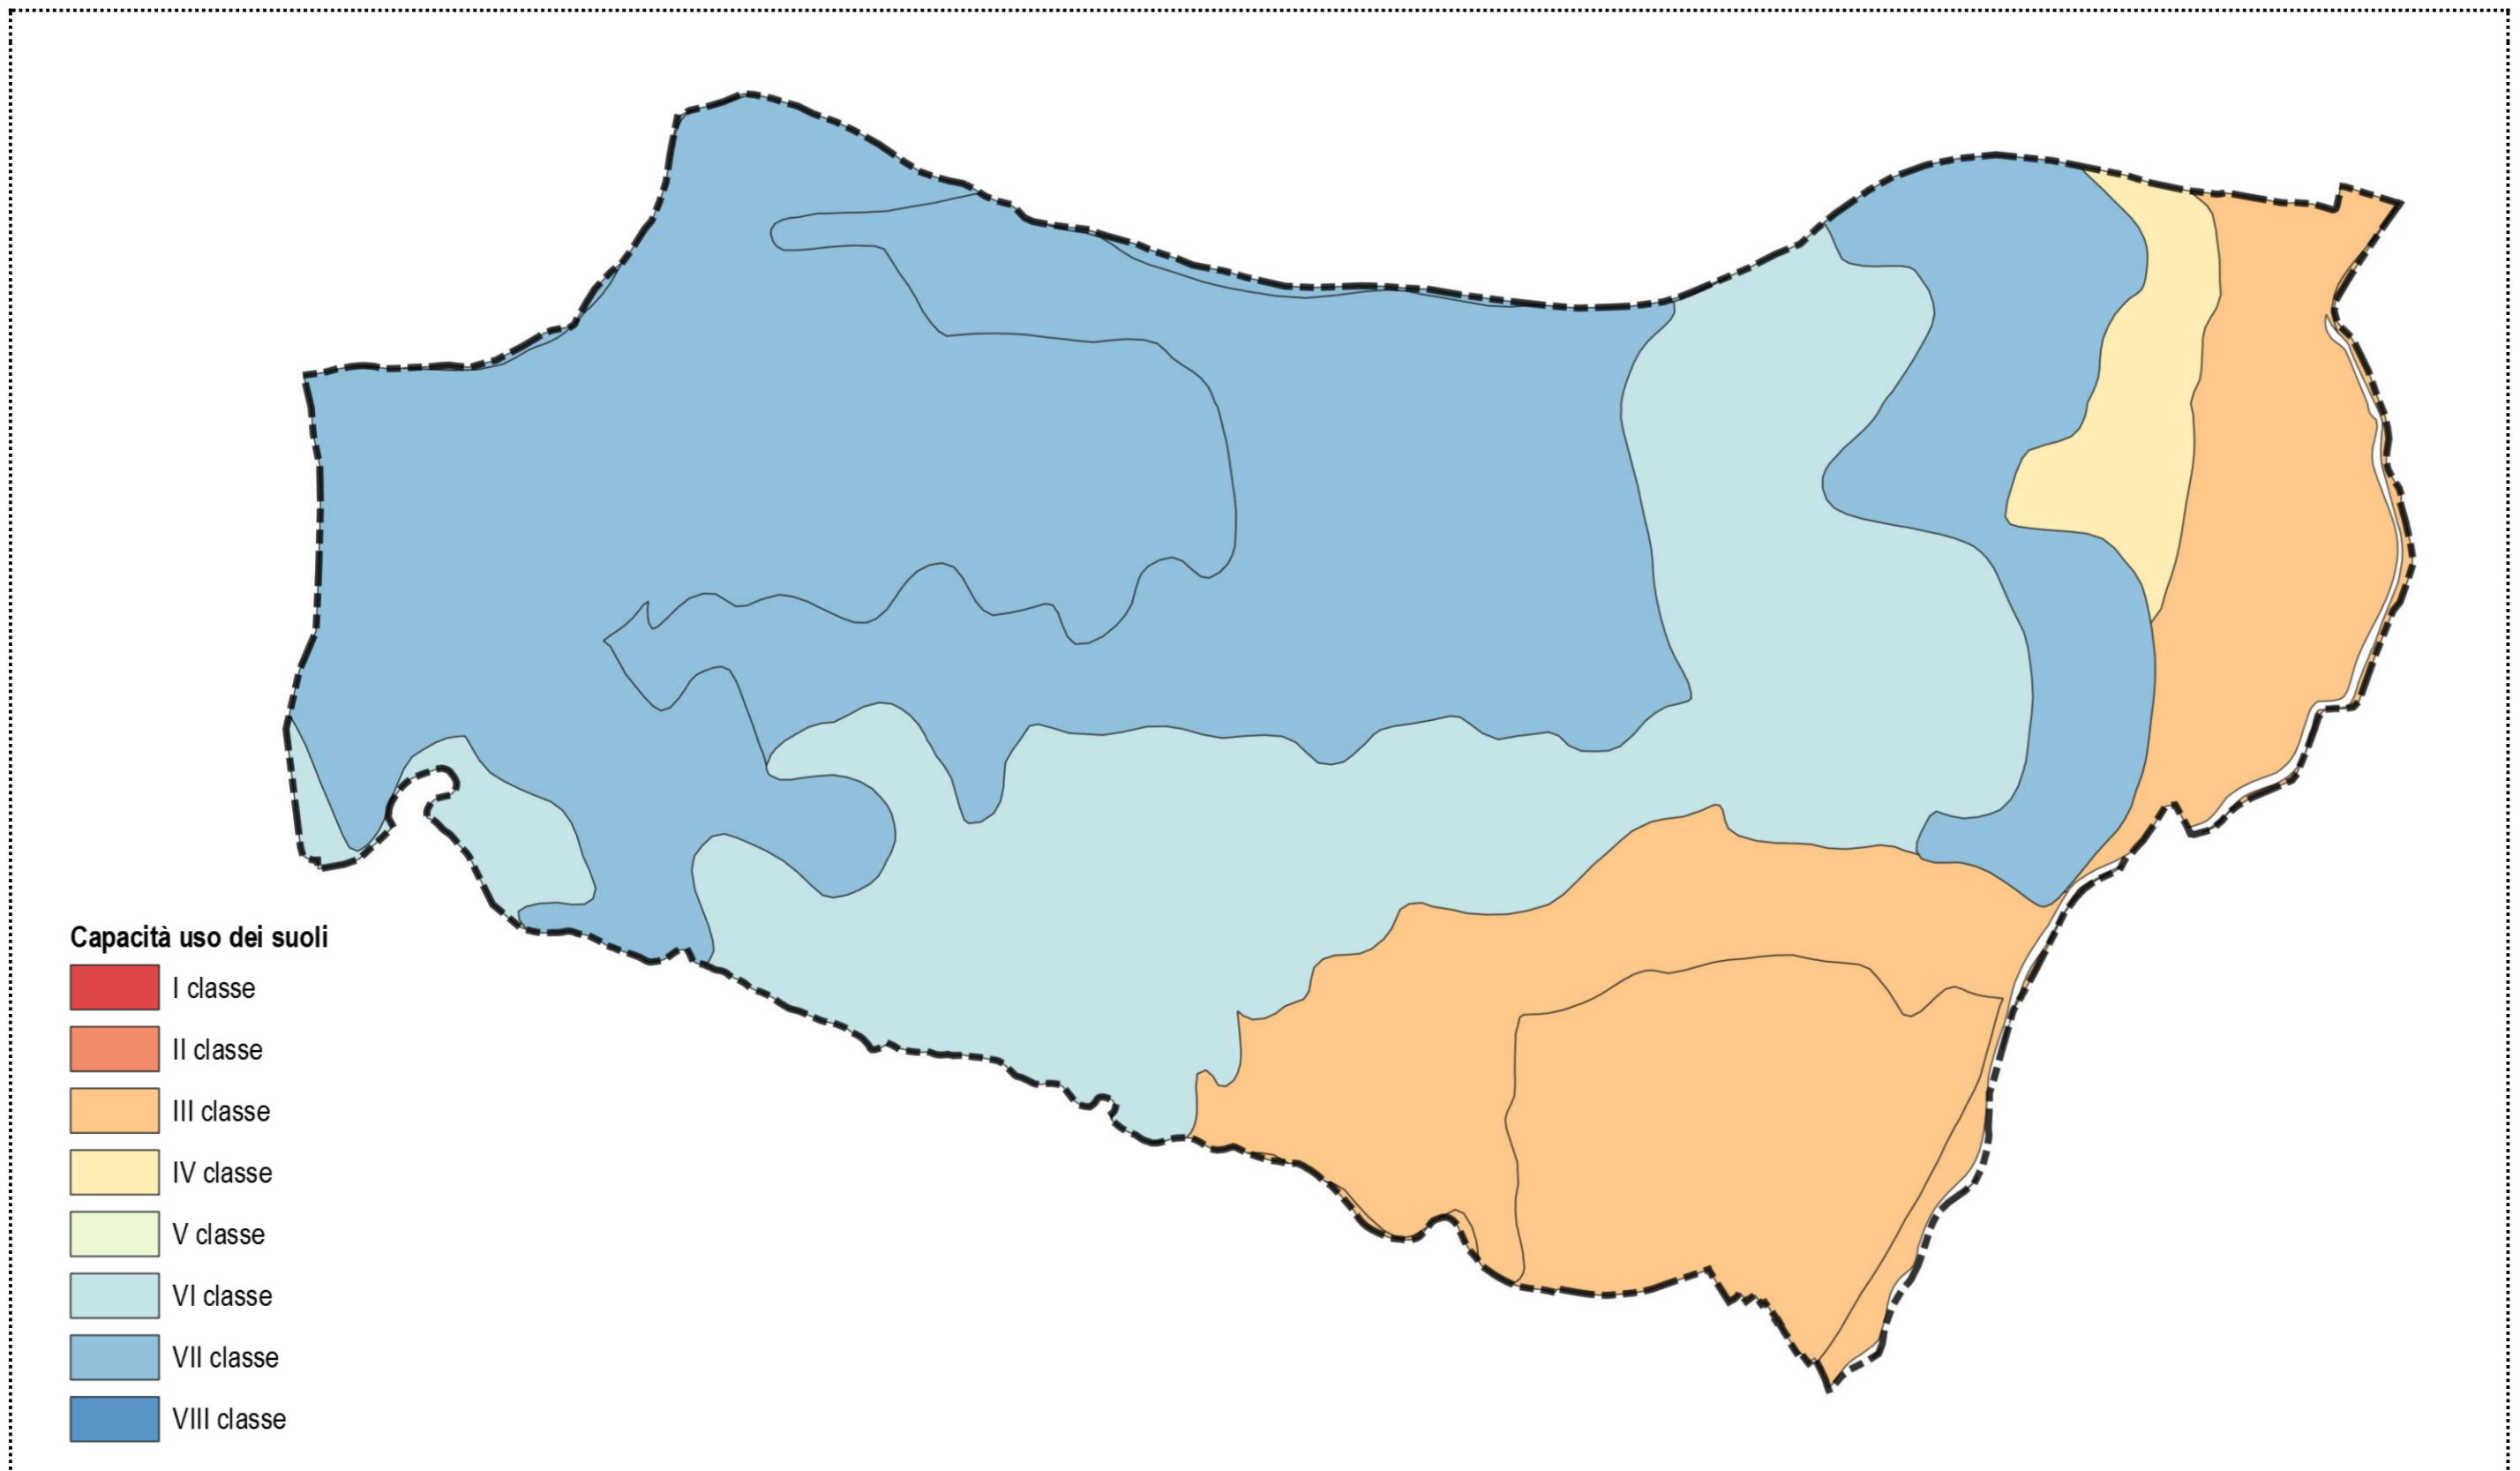 Capacità uso dei suoli
I classe
II classe
III classe
IV classe
V classe
VI classe
VII classe
VIII classe